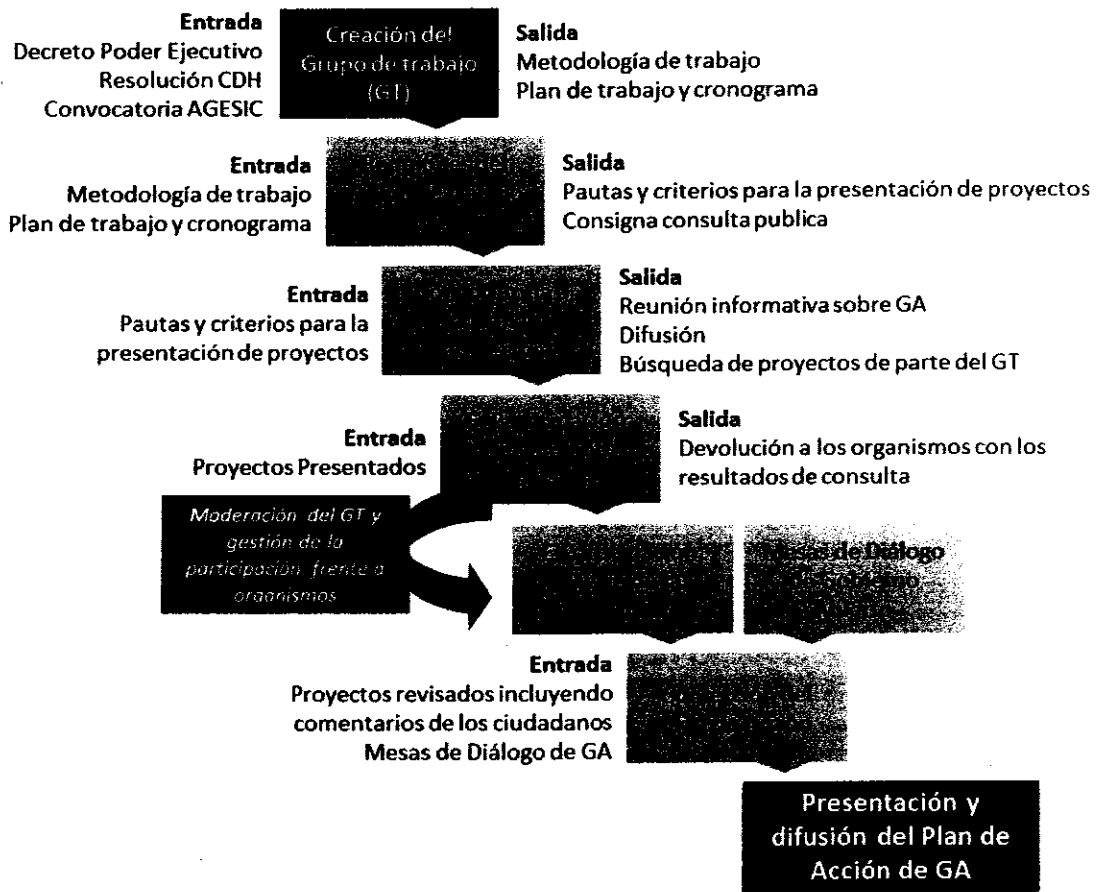 Entrada
Decreto Poder Ejecutivo
Resolución CDH
Convocatoria AGESIC
Creación del
Grupo de trabajo
(GT)
Salida
Metodología de trabajo
Plan de trabajo y cronograma
Entrada
Metodología de trabajo
Plan de trabajo y cronograma
Salida
Pautas y criterios para la presentación de proyectos
Consigna consulta publica
Entrada
Pautas y criterios para la
presentación de proyectos
Salida
Reunión informativa sobre GA
Difusión
Búsqueda de proyectos de parte del GT
Entrada
Proyectos Presentados
Salida
Devolución a los organismos con los
resultados de consulta
Moderación del GT y
gestión de la
participación frente a
organismos
Mesas de Diálogo
Entrada
Proyectos revisados incluyendo
comentarios de los ciudadanos
Mesas de Diálogo de GA
Presentación y
difusión del Plan de
Acción de GA